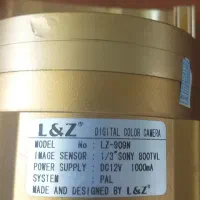 L&Z® DIGITAL COLOR CAMERA
MODEL No : LZ-909N
IMAGE SENSOR : 1/3"SONY 600TVL
POWER SUPPLY : DC12V 1000mA
SYSTEM : PAL
MADE AND DESIGNED BY L&Z®